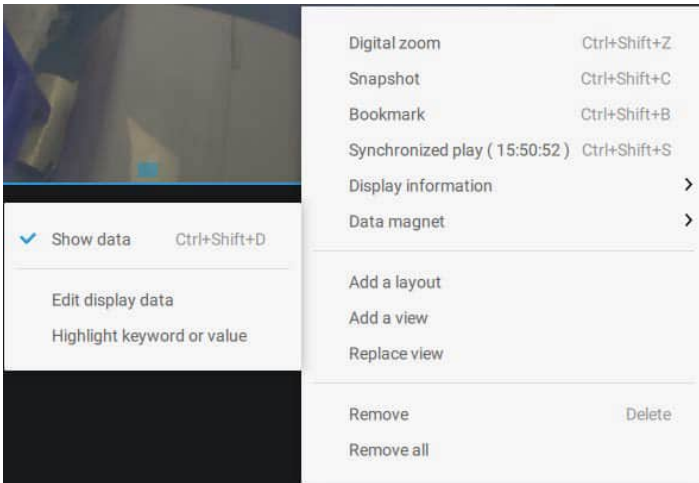 Digital zoom Ctrl+Shift+Z
Snapshot Ctrl+Shift+C
Bookmark Ctrl+Shift+B
Synchronized play ( 15:50:52 ) Ctrl+Shift+S
Display information
Data magnet
Show data Ctrl+Shift+D
Edit display data
Highlight keyword or value
Add a layout
Add a view
Replace view
Remove Delete
Remove all